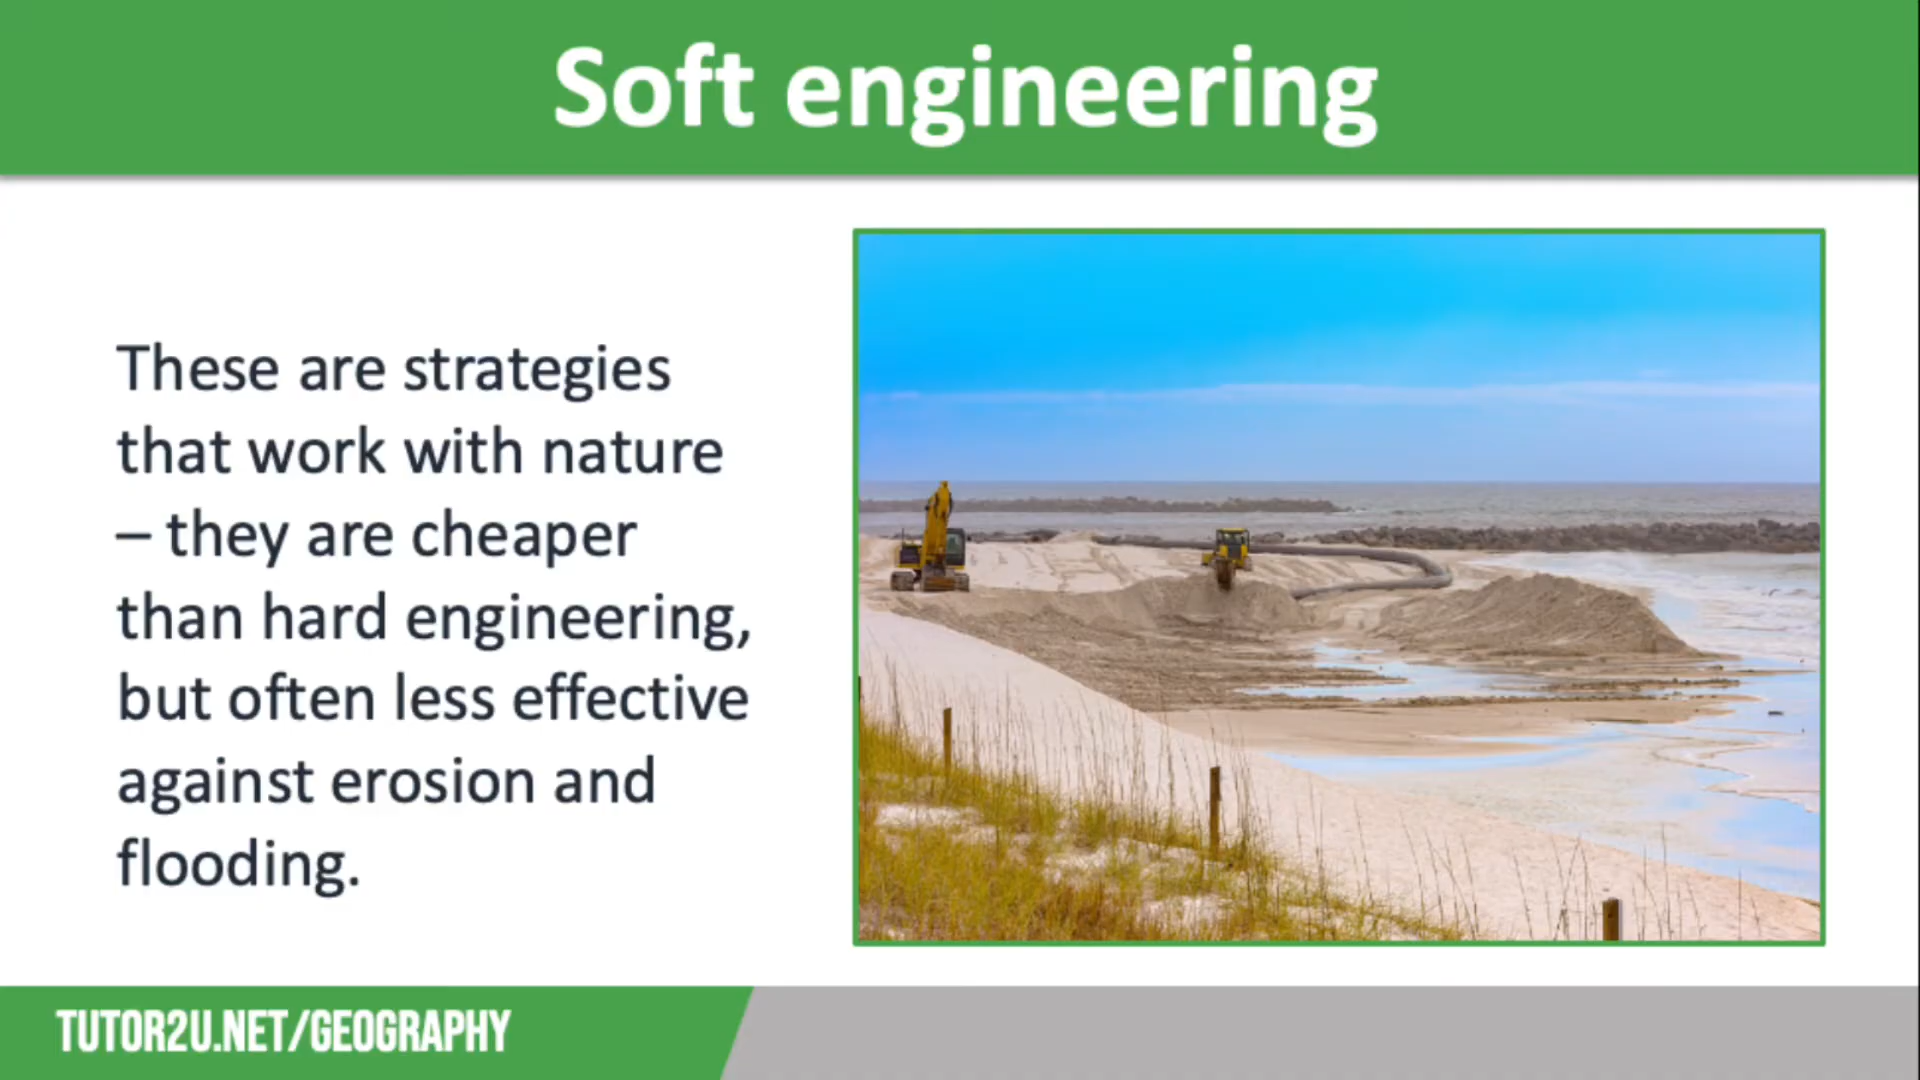 Soft engineering
These are strategies
that work with nature
– they are cheaper
than hard engineering,
but often less effective
against erosion and
flooding.
TUTOR2U.NET/GEOGRAPHY